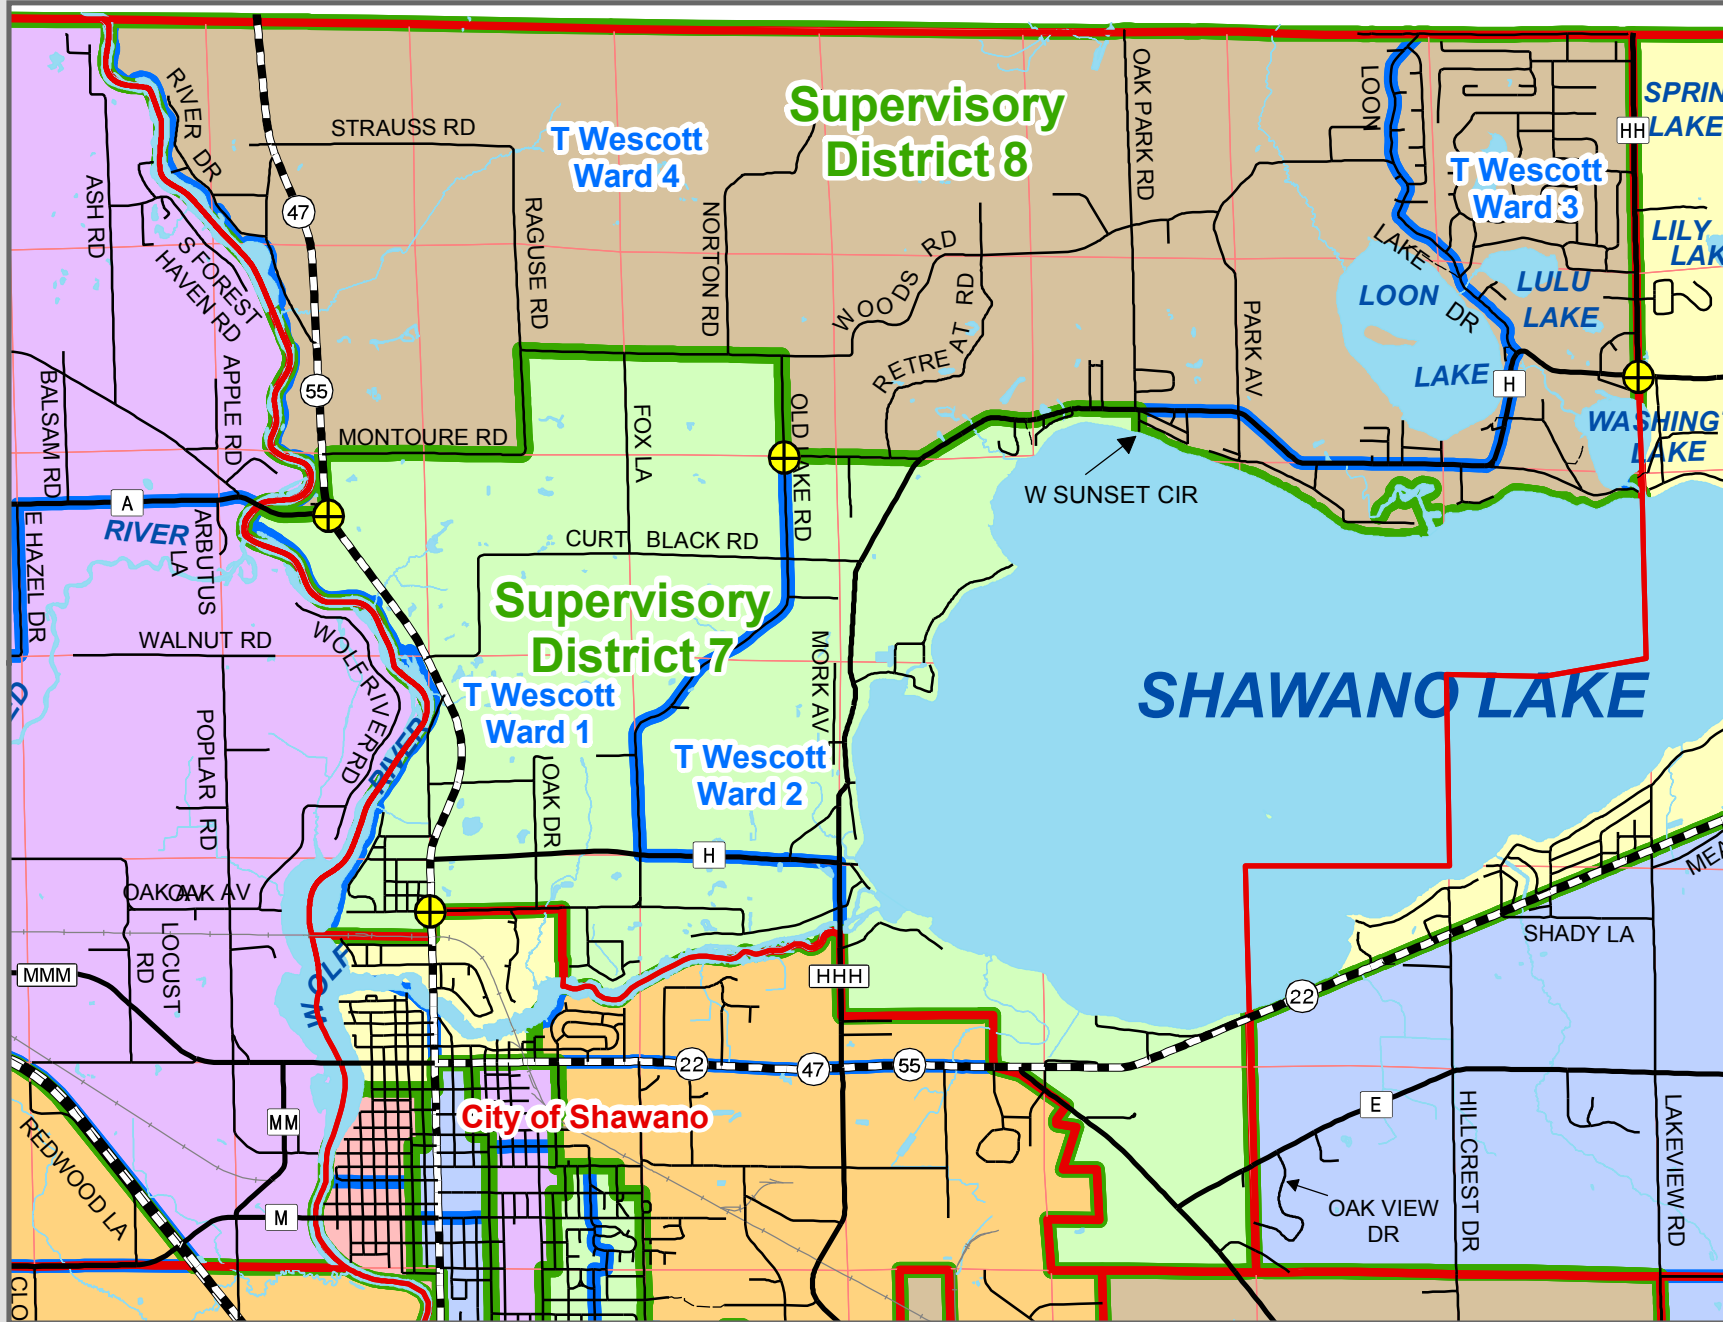 Supervisory
District 8
T Wescott
Ward 4
T Wescott
Ward 3
STRAUSS RD
RIVER DR
ASH RD
47
S FOREST
HAVEN RD
RAGUSE RD
NORTON RD
WOODS RD
RETREAT RD
OAK PARK RD
PARK AV
LOON
LAKE
DR
HH
LAKE
LILY
LULU
LAKE
LOON
LAKE
H
LAKE
55
MONTOURE RD
BALSAM RD
APPLE RD
FOX LA
OLD LAKE RD
W SUNSET CIR
A
RIVER
E HAZEL DR
ARBUTUS
LA
CURT BLACK RD
Supervisory
District 7
T Wescott
Ward 1
T Wescott
Ward 2
WALNUT RD
WOLF RIVER RD
RIVER
POPLAR RD
MORK AV
OAK DR
H
SHAWANO LAKE
OAK AV
OAK AV
LOCUST
RD
MMM
WOLF
HHH
SHADY LA
22
22
47
55
City of Shawano
MM
M
REDWOOD LA
E
HILLCREST DR
LAKEVIEW RD
OAK VIEW
DR